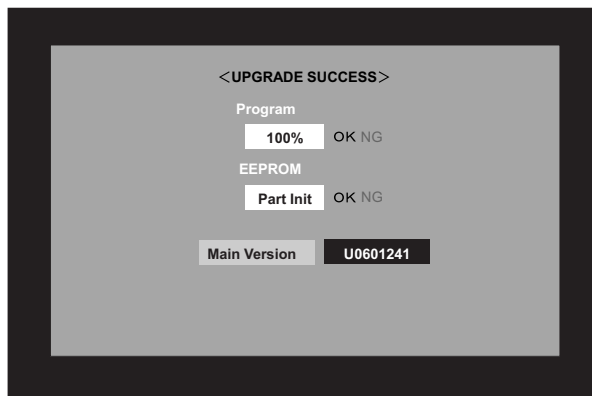 <UPGRADE SUCCESS>
Program
100% OK NG
EEPROM
Part Init OK NG
Main Version U0601241